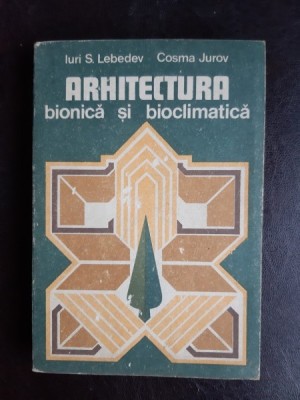 Iuri S. Lebedev Cosma Jurov
ARHITECTURA
bionică și bioclimatică